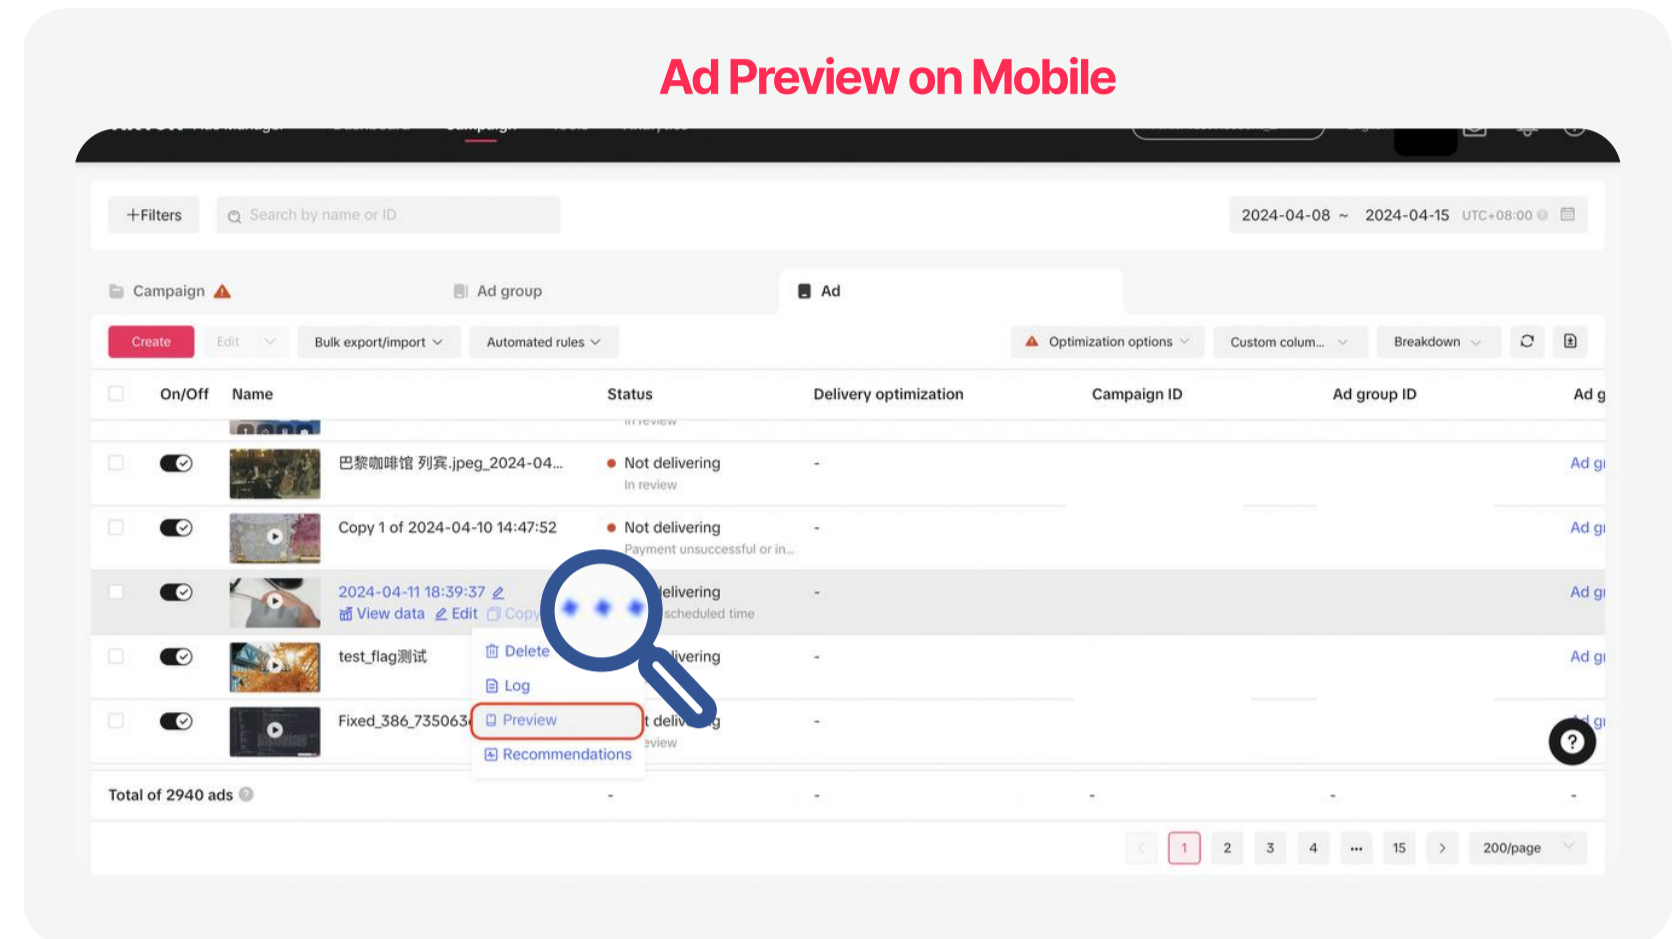 Ad Preview on Mobile
+Filters
Search by name or ID
2024-04-08 ~ 2024-04-15 UTC+08:00
Campaign
Ad group
Ad
Create
Edit
Bulk export/import
Automated rules
Optimization options
Custom colum...
Breakdown
On/Off Name Status Delivery optimization Campaign ID Ad group ID Ad g
In review
巴黎咖啡馆 列宾.jpeg_2024-04... Not delivering - Ad g
In review
Copy 1 of 2024-04-10 14:47:52 Not delivering - Ad g
Payment unsuccessful or in...
2024-04-11 18:39:37 delivering - Ad g
View data Edit Copy scheduled time
Delete
test_flag测试 - Ad g
Log
Fixed_386_73506 - Ad g
Preview
Recommendations
Total of 2940 ads - - - - -
1 2 3 4 ... 15 > 200/page